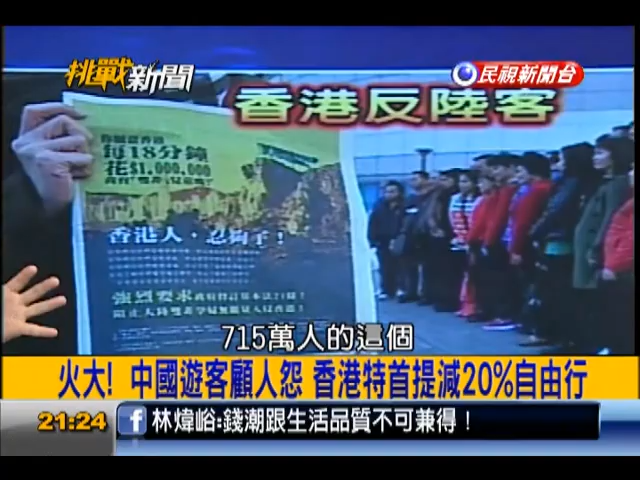 挑戰新聞
民視新聞台
香港反陸客
每18分鐘
花$1,000,000
香港人，忍夠了！
強烈要求
715萬人的這個
火大! 中國遊客顧人怨 香港特首提減20%自由行
21:24
林煒峪:錢潮跟生活品質不可兼得！